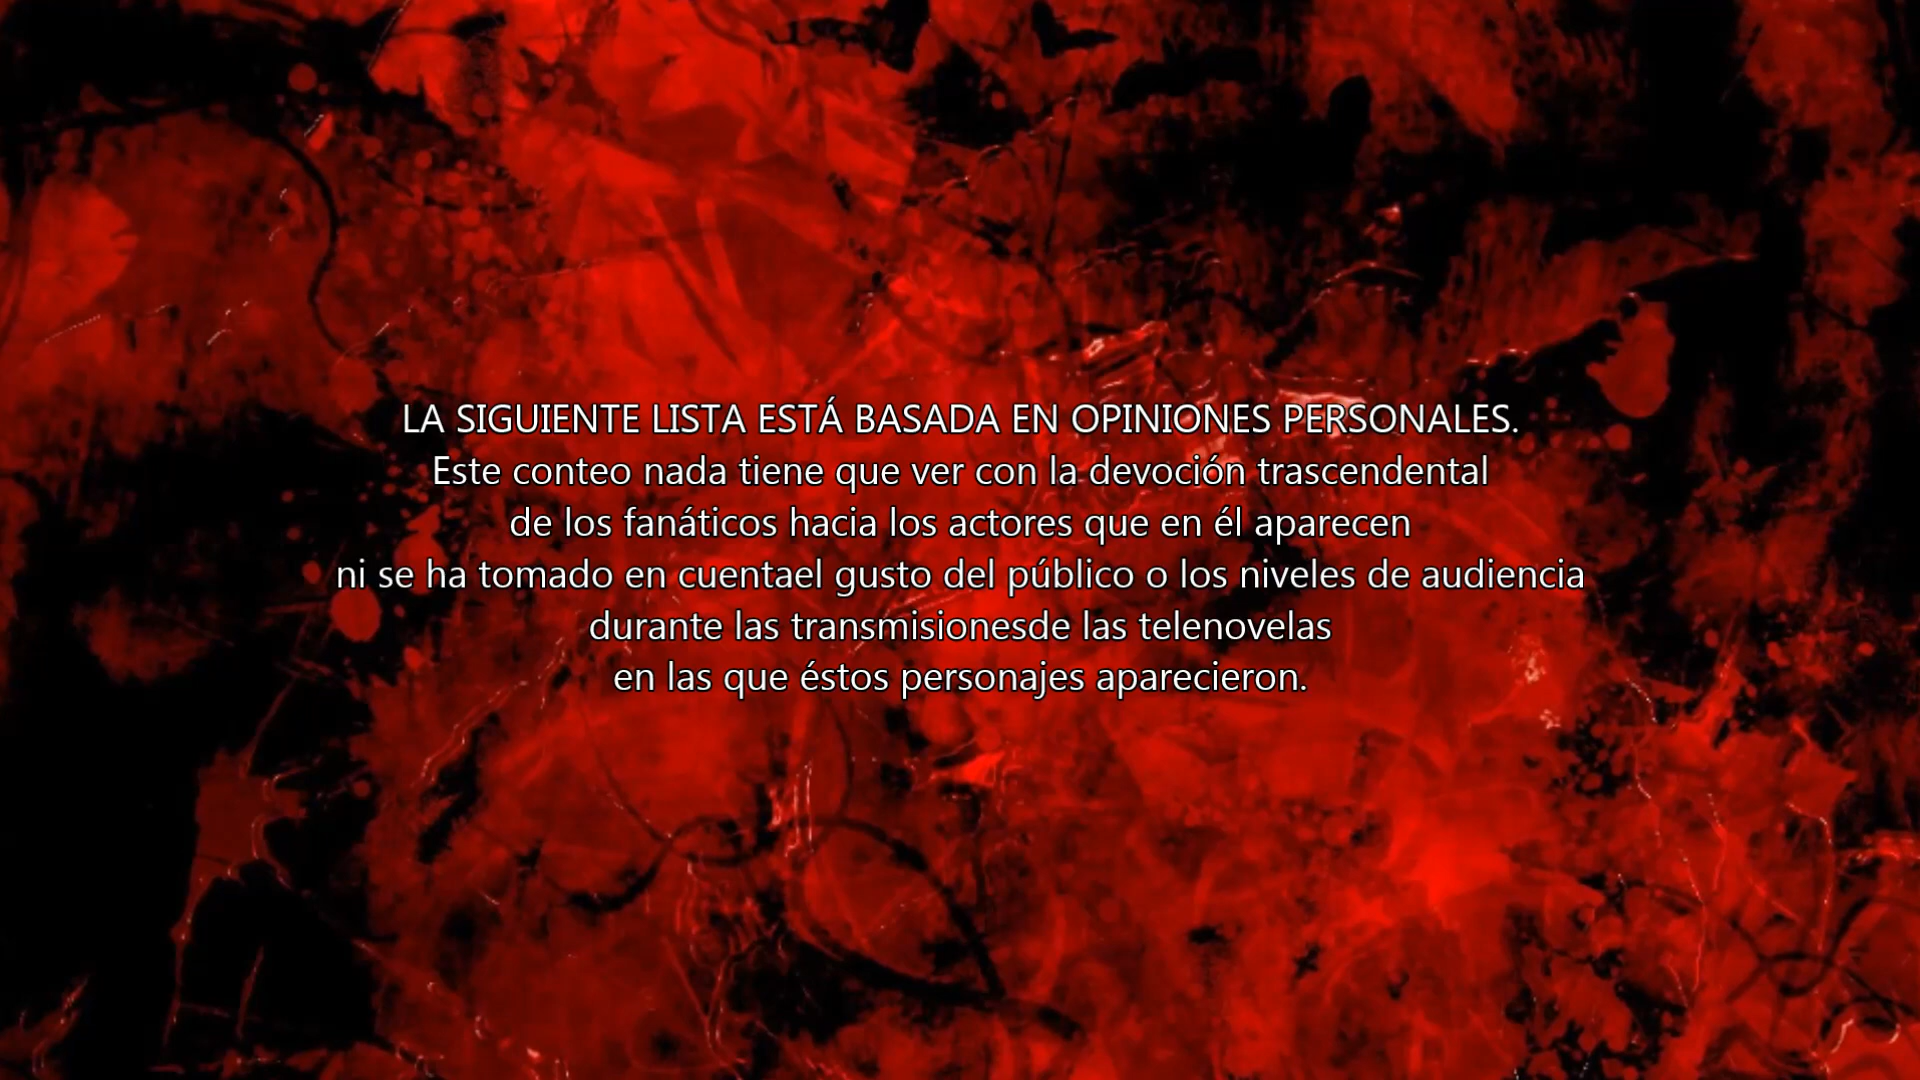 LA SIGUIENTE LISTA ESTÁ BASADA EN OPINIONES PERSONALES.
Este conteo nada tiene que ver con la devoción trascendental
de los fanáticos hacia los actores que en él aparecen
ni se ha tomado en cuentael gusto del público o los niveles de audiencia
durante las transmisionesde las telenovelas
en las que éstos personajes aparecieron.